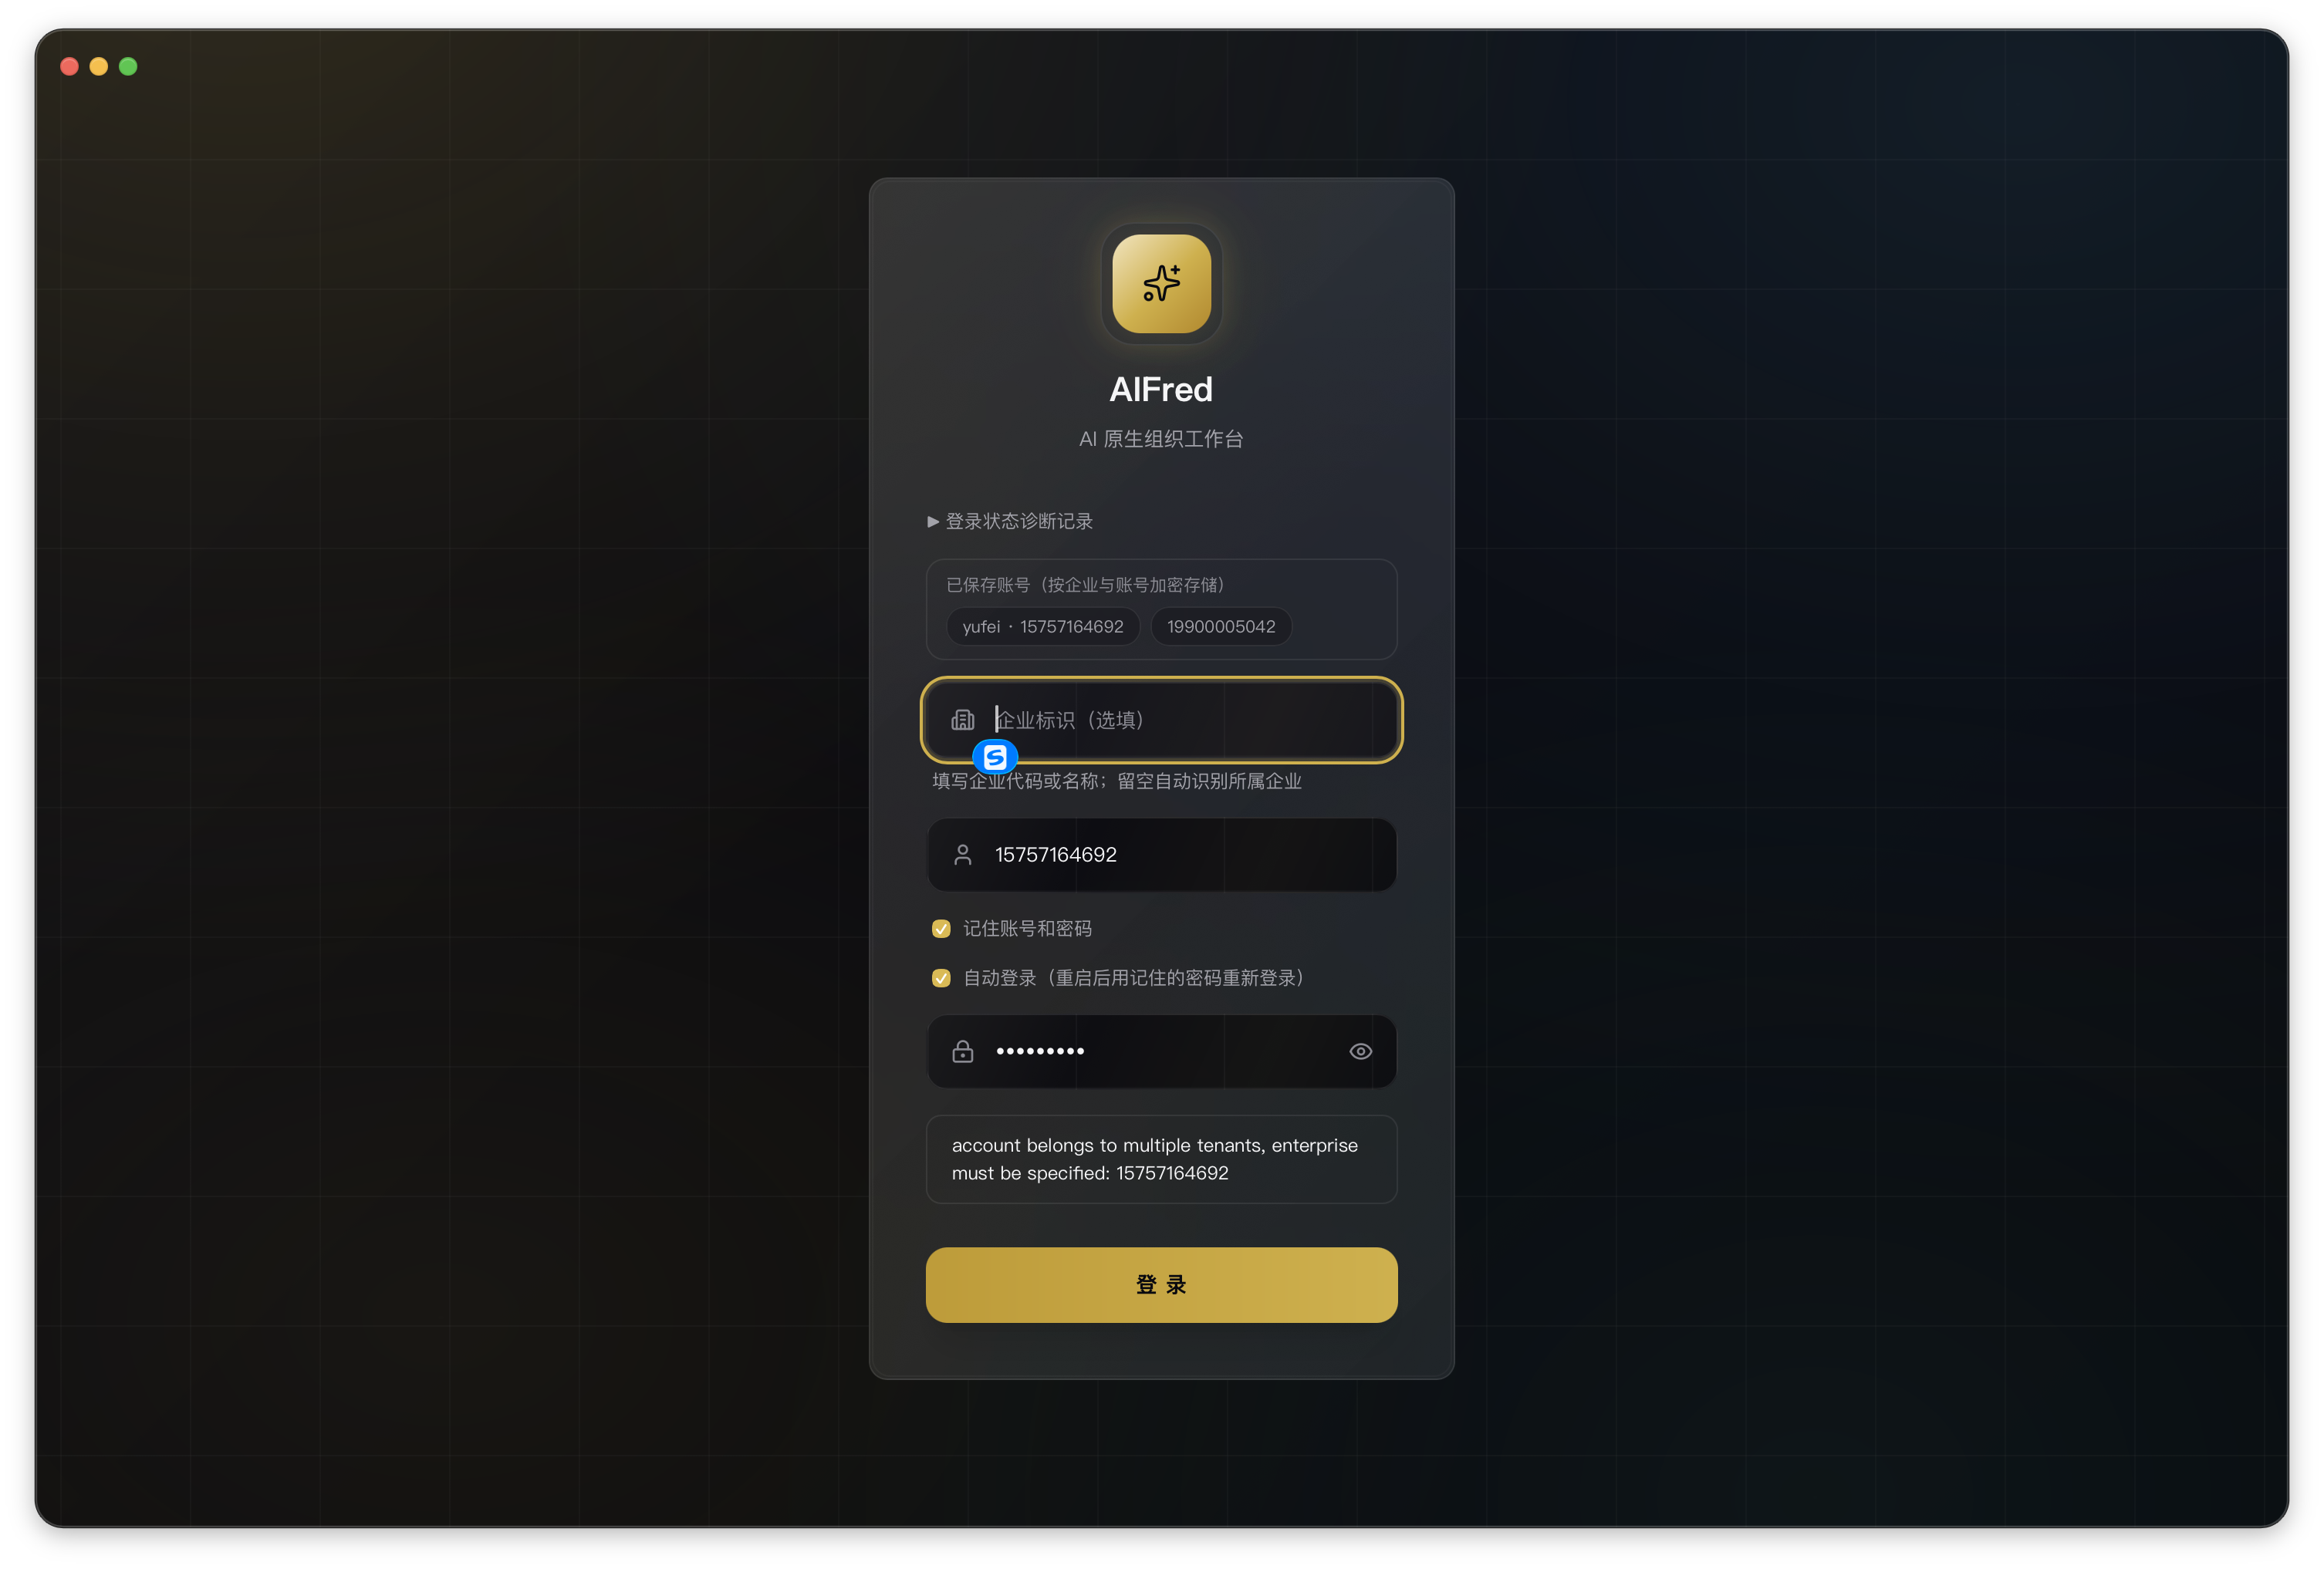 AIFred
AI 原生组织工作台
▶ 登录状态诊断记录
已保存账号（按企业与账号加密存储）
yufei · 15757164692
19900005042
企业标识（选填）
S
填写企业代码或名称；留空自动识别所属企业
15757164692
记住账号和密码
自动登录（重启后用记住的密码重新登录）
•••••••••
account belongs to multiple tenants, enterprise
must be specified: 15757164692
登 录